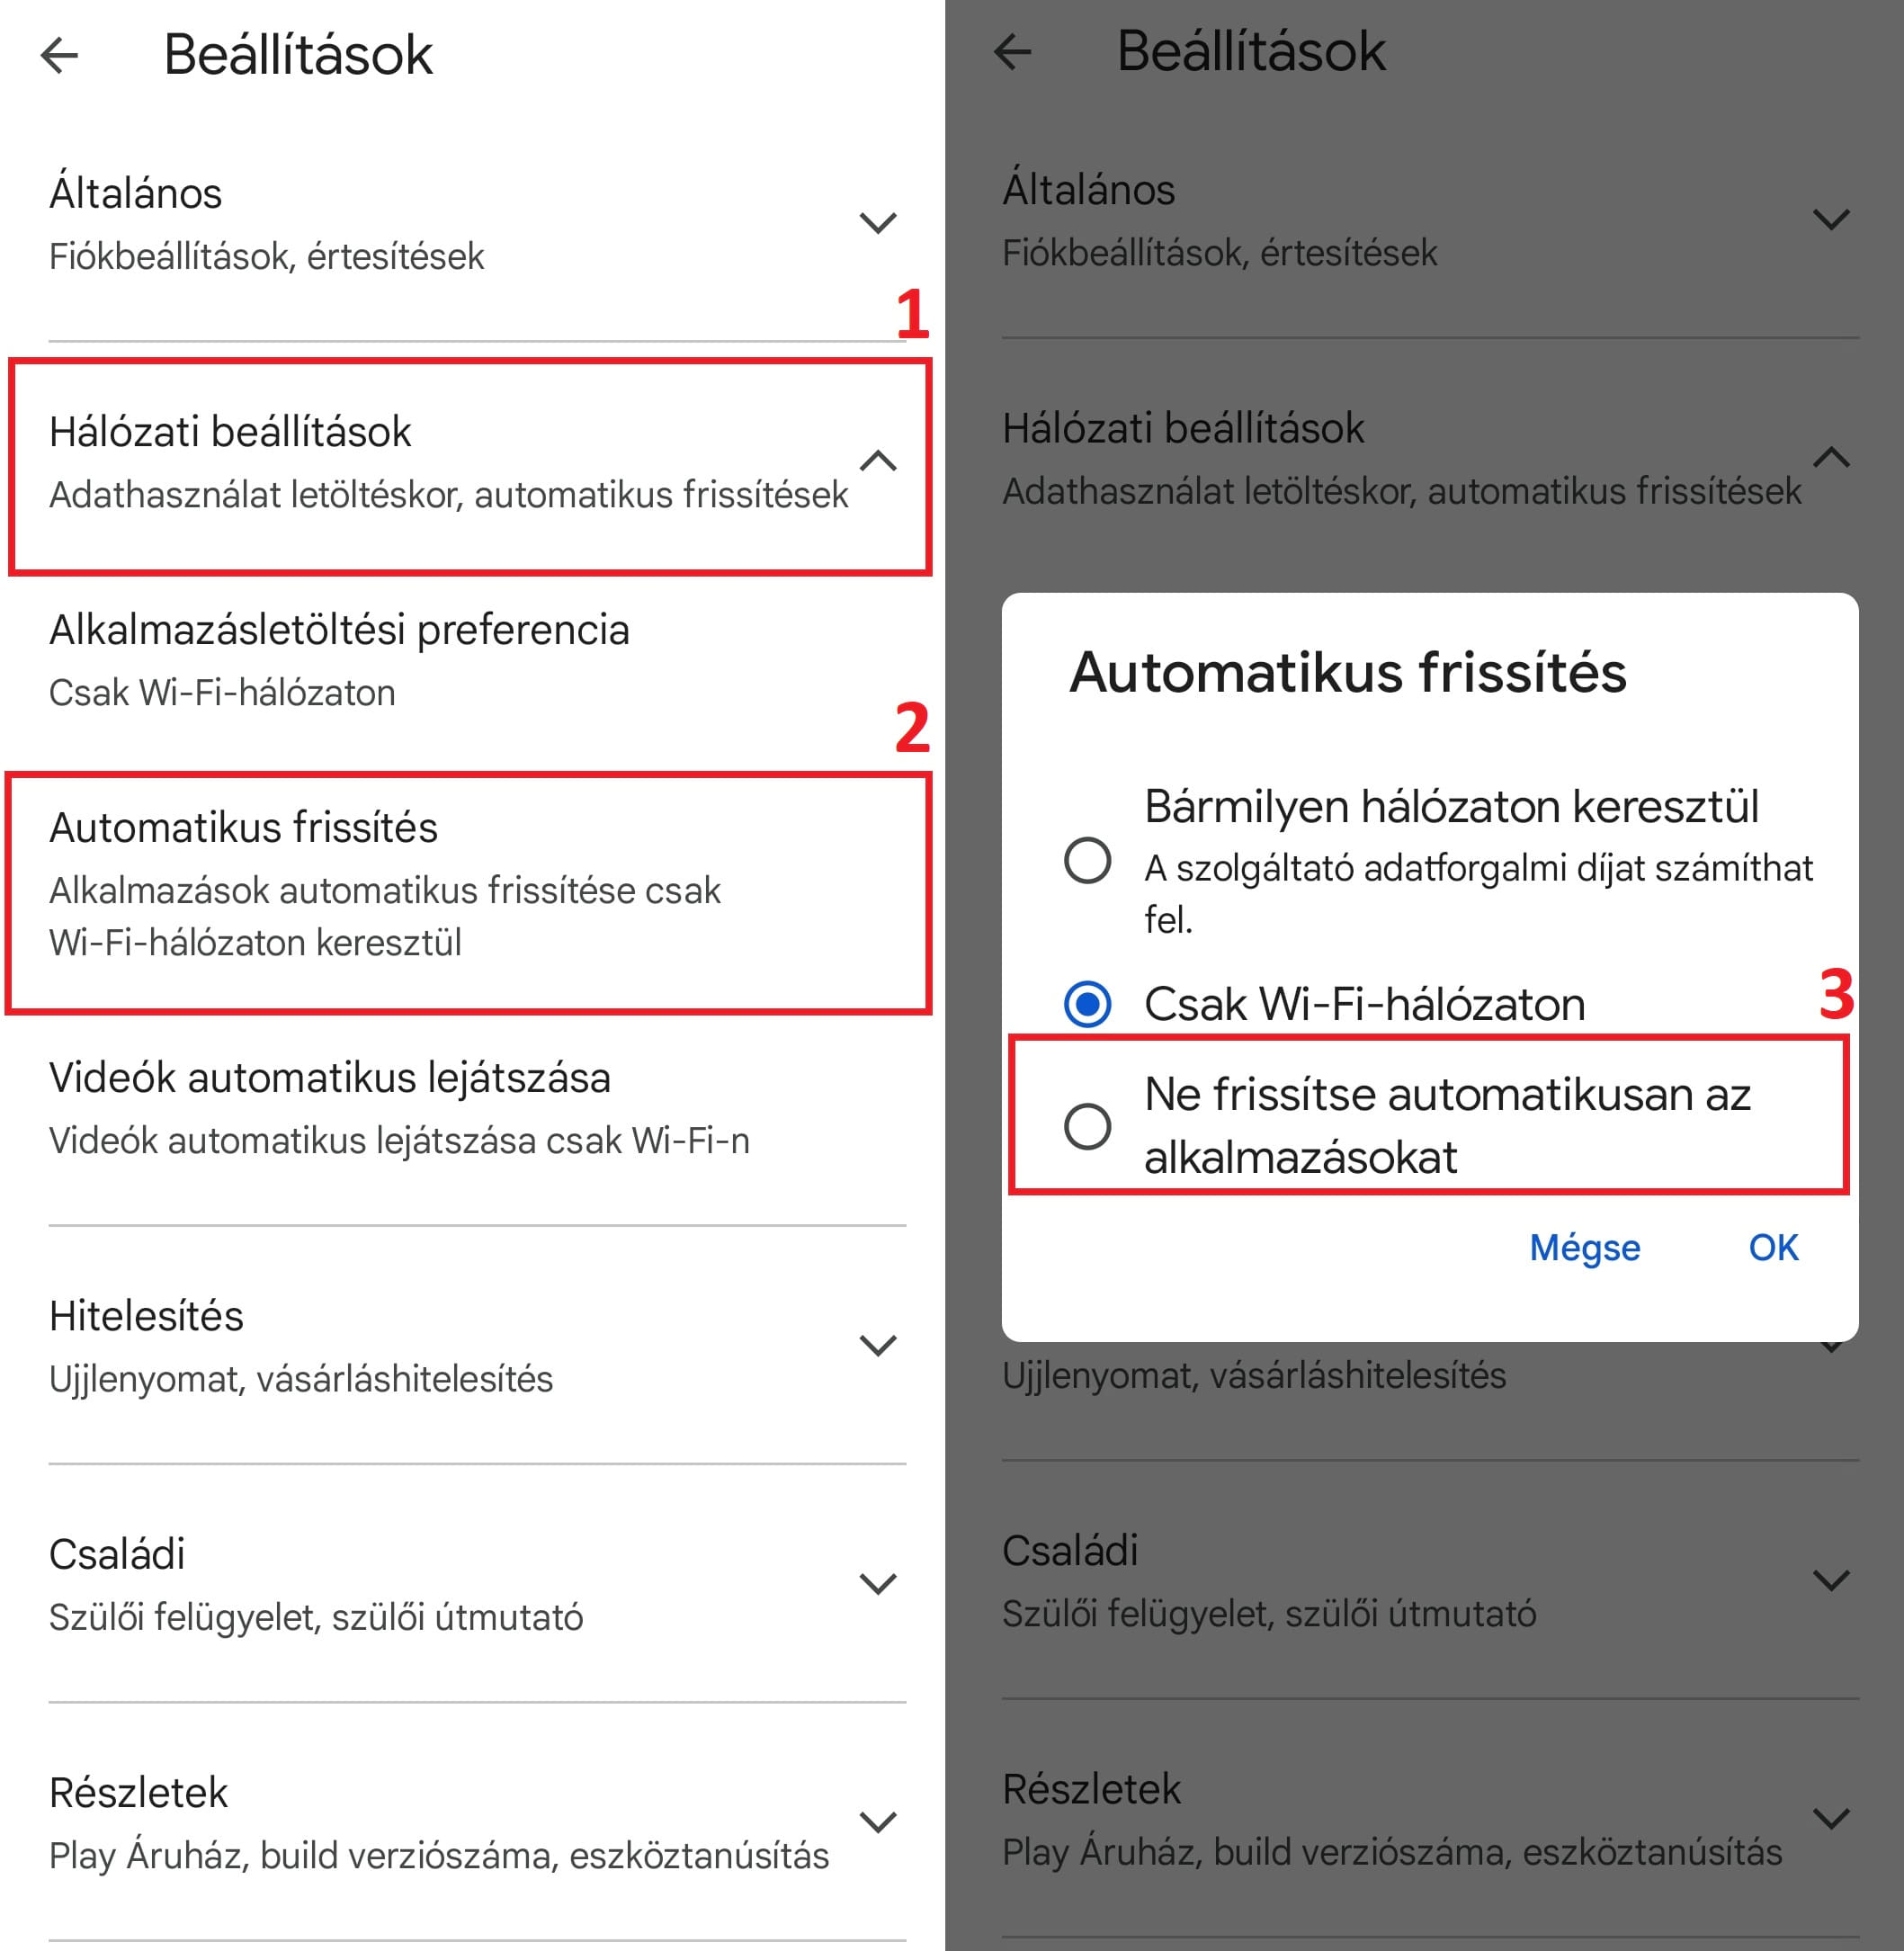 Beállítások
Általános
Fiókbeállítások, értesítések
1
Hálózati beállítások
Adathasználat letöltéskor, automatikus frissítések
Alkalmazásletöltési preferencia
Csak Wi-Fi-hálózaton
2
Automatikus frissítés
Alkalmazások automatikus frissítése csak
Wi-Fi-hálózaton keresztül
Videók automatikus lejátszása
Videók automatikus lejátszása csak Wi-Fi-n
Hitelesítés
Ujjlenyomat, vásárláshitelesítés
Családi
Szülői felügyelet, szülői útmutató
Részletek
Play Áruház, build verziószáma, eszköztanúsítás
Beállítások
Általános
Fiókbeállítások, értesítések
Hálózati beállítások
Adathasználat letöltéskor, automatikus frissítések
Automatikus frissítés
Bármilyen hálózaton keresztül
A szolgáltató adatforgalmi díjat számíthat
fel.
Csak Wi-Fi-hálózaton
3
Ne frissítse automatikusan az
alkalmazásokat
Mégse OK
Ujjlenyomat, vásárláshitelesítés
Családi
Szülői felügyelet, szülői útmutató
Részletek
Play Áruház, build verziószáma, eszköztanúsítás